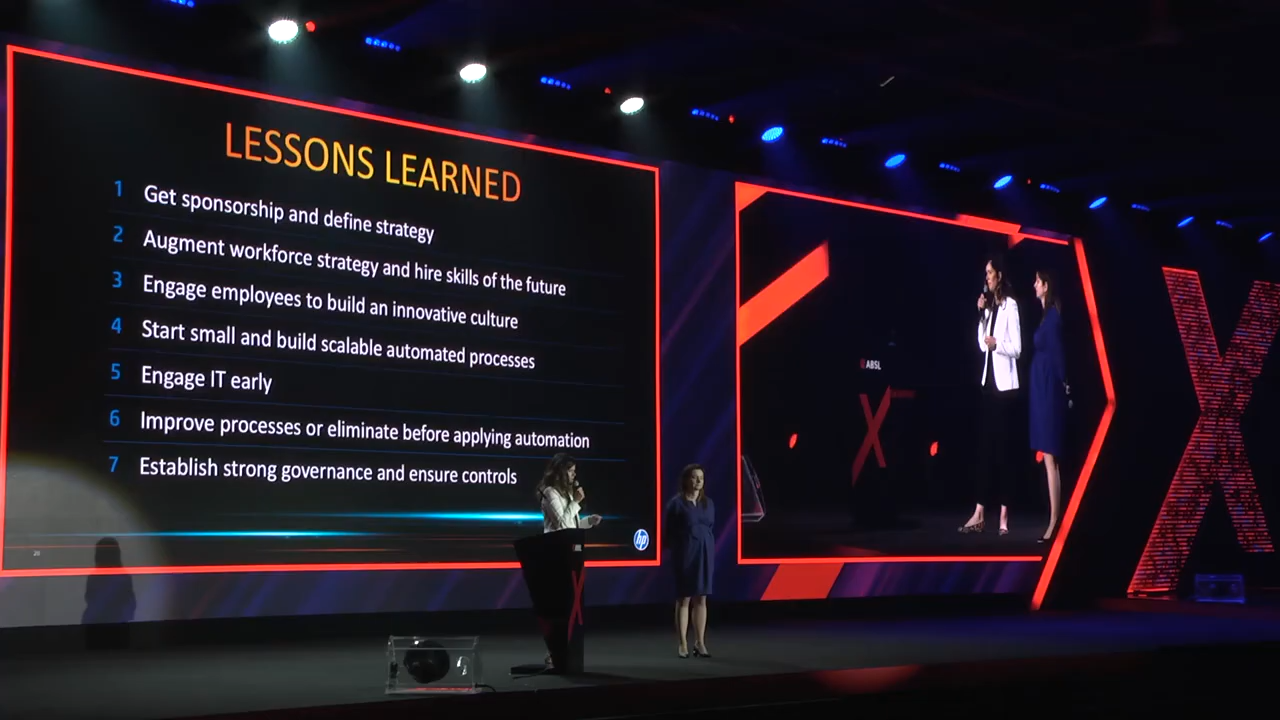 LESSONS LEARNED
1 Get sponsorship and define strategy
2 Augment workforce strategy and hire skills of the future
3 Engage employees to build an innovative culture
4 Start small and build scalable automated processes
5 Engage IT early
6 Improve processes or eliminate before applying automation
7 Establish strong governance and ensure controls
hp
ABSL
X
X
X